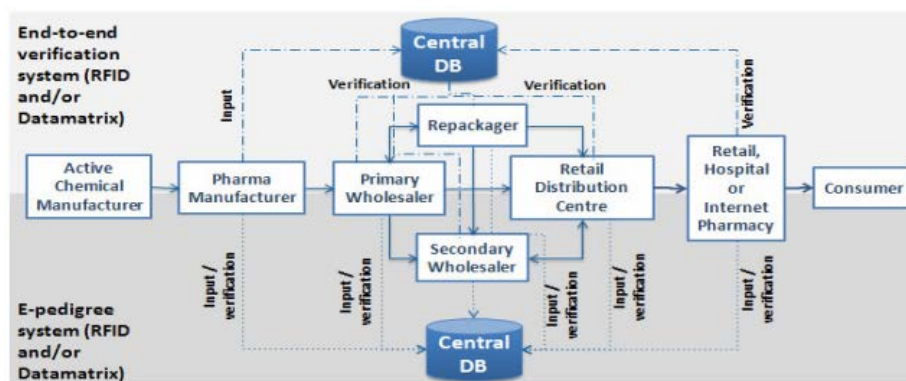 End-to-end
verification
system (RFID
and/or
Datamatrix)
Central
DB
Input
Verification
Verification
Verification
Repackager
Active
Chemical
Manufacturer
Pharma
Manufacturer
Primary
Wholesaler
Retail
Distribution
Centre
Retail,
Hospital
or
Internet
Pharmacy
Consumer
Secondary
Wholesaler
Input /
verification
Input /
verification
Input /
verification
Input /
verification
Input /
verification
E-pedigree
system (RFID
and/or
Datamatrix)
Central
DB